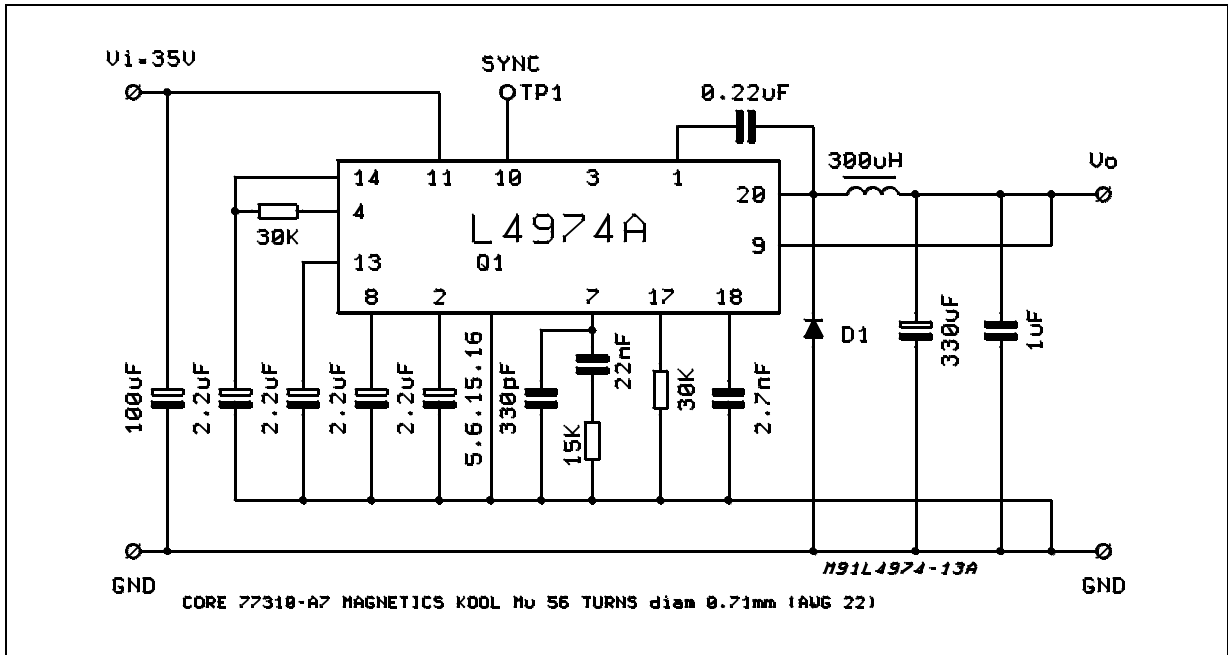 Vi=35V
SYNC
TP1
0.22uF
300uH
Vo
14
11
10
3
1
20
4
30K
L4974A
9
13
Q1
8
2
7
17
18
D1
100uF
2.2uF
2.2uF
2.2uF
2.2uF
5.6.15.16
330pF
22nF
15K
30K
2.7nF
330uF
1uF
M91L4974-13A
GND
GND
CORE 77310-A7 MAGNETICS KOOL Mu 56 TURNS diam 0.71mm (AWG 22)